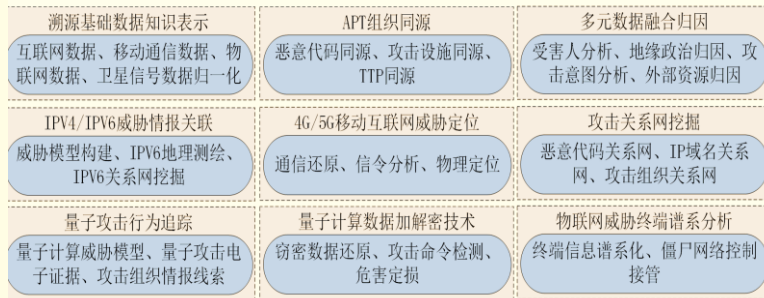 溯源基础数据知识表示
互联网数据、移动通信数据、物
联网数据、卫星信号数据归一化
APT组织同源
恶意代码同源、攻击设施同源、
TTP同源
多元数据融合归因
受害人分析、地缘政治归因、攻
击意图分析、外部资源归因
IPV4/IPV6威胁情报关联
威胁模型构建、IPV6地理测绘、
IPV6关系网挖掘
4G/5G移动互联网威胁定位
通信还原、信令分析、物理定位
攻击关系网挖掘
恶意代码关系网、IP域名关系
网、攻击组织关系网
量子攻击行为追踪
量子计算威胁模型、量子攻击电
子证据、攻击组织情报线索
量子计算数据加解密技术
窃密数据还原、攻击命令检测、
危害定损
物联网威胁终端谱系分析
终端信息谱系化、僵尸网络控制
接管